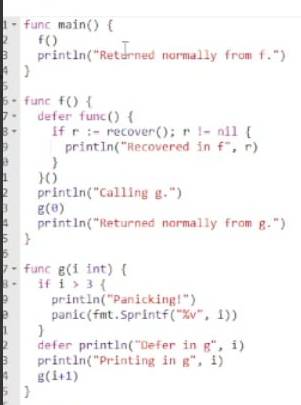 1 func main() {
2 f()
3 println("Returned normally from f.")
4 }
5
6 func f() {
7 defer func() {
8 if r := recover(); r != nil {
9 println("Recovered in f", r)
0 }
1 }()
2 println("Calling g.")
3 g(0)
4 println("Returned normally from g.")
5 }
6
7 func g(i int) {
8 if i > 3 {
9 println("Panicking!")
0 panic(fmt.Sprintf("%v", i))
1 }
2 defer println("Defer in g", i)
3 println("Printing in g", i)
4 g(i+1)
5 }